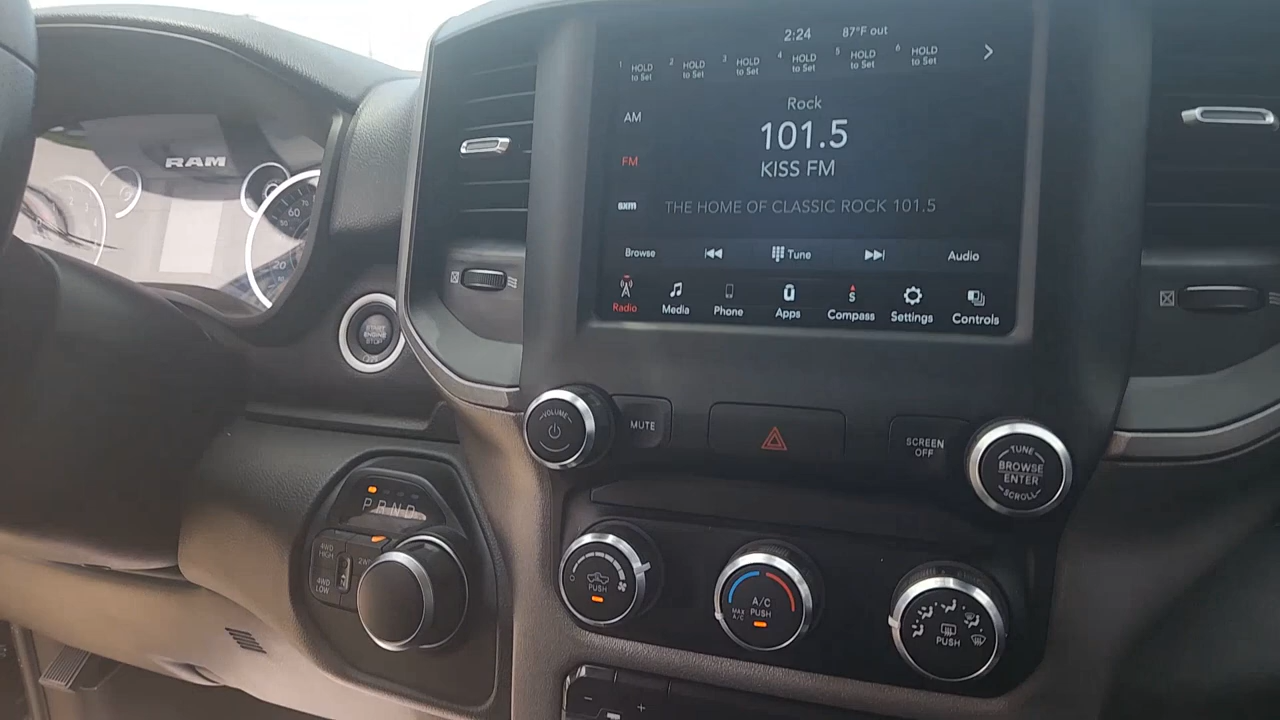 RAM
60
75
20
2:24 87°F out
1 HOLD to Set
2 HOLD to Set
3 HOLD to Set
4 HOLD to Set
5 HOLD to Set
6 HOLD to Set
AM
FM
SXM
Rock
101.5
KISS FM
THE HOME OF CLASSIC ROCK 101.5
Browse
Tune
Audio
Radio
Media
Phone
Apps
S
Compass
Settings
Controls
START
ENGINE
STOP
VOLUME
MUTE
SCREEN
OFF
TUNE
BROWSE
ENTER
SCROLL
P R N D
4WD
HIGH
2W
4WD
LOW
N
O
PUSH
A/C
PUSH
MAX
A/C
PUSH
- +